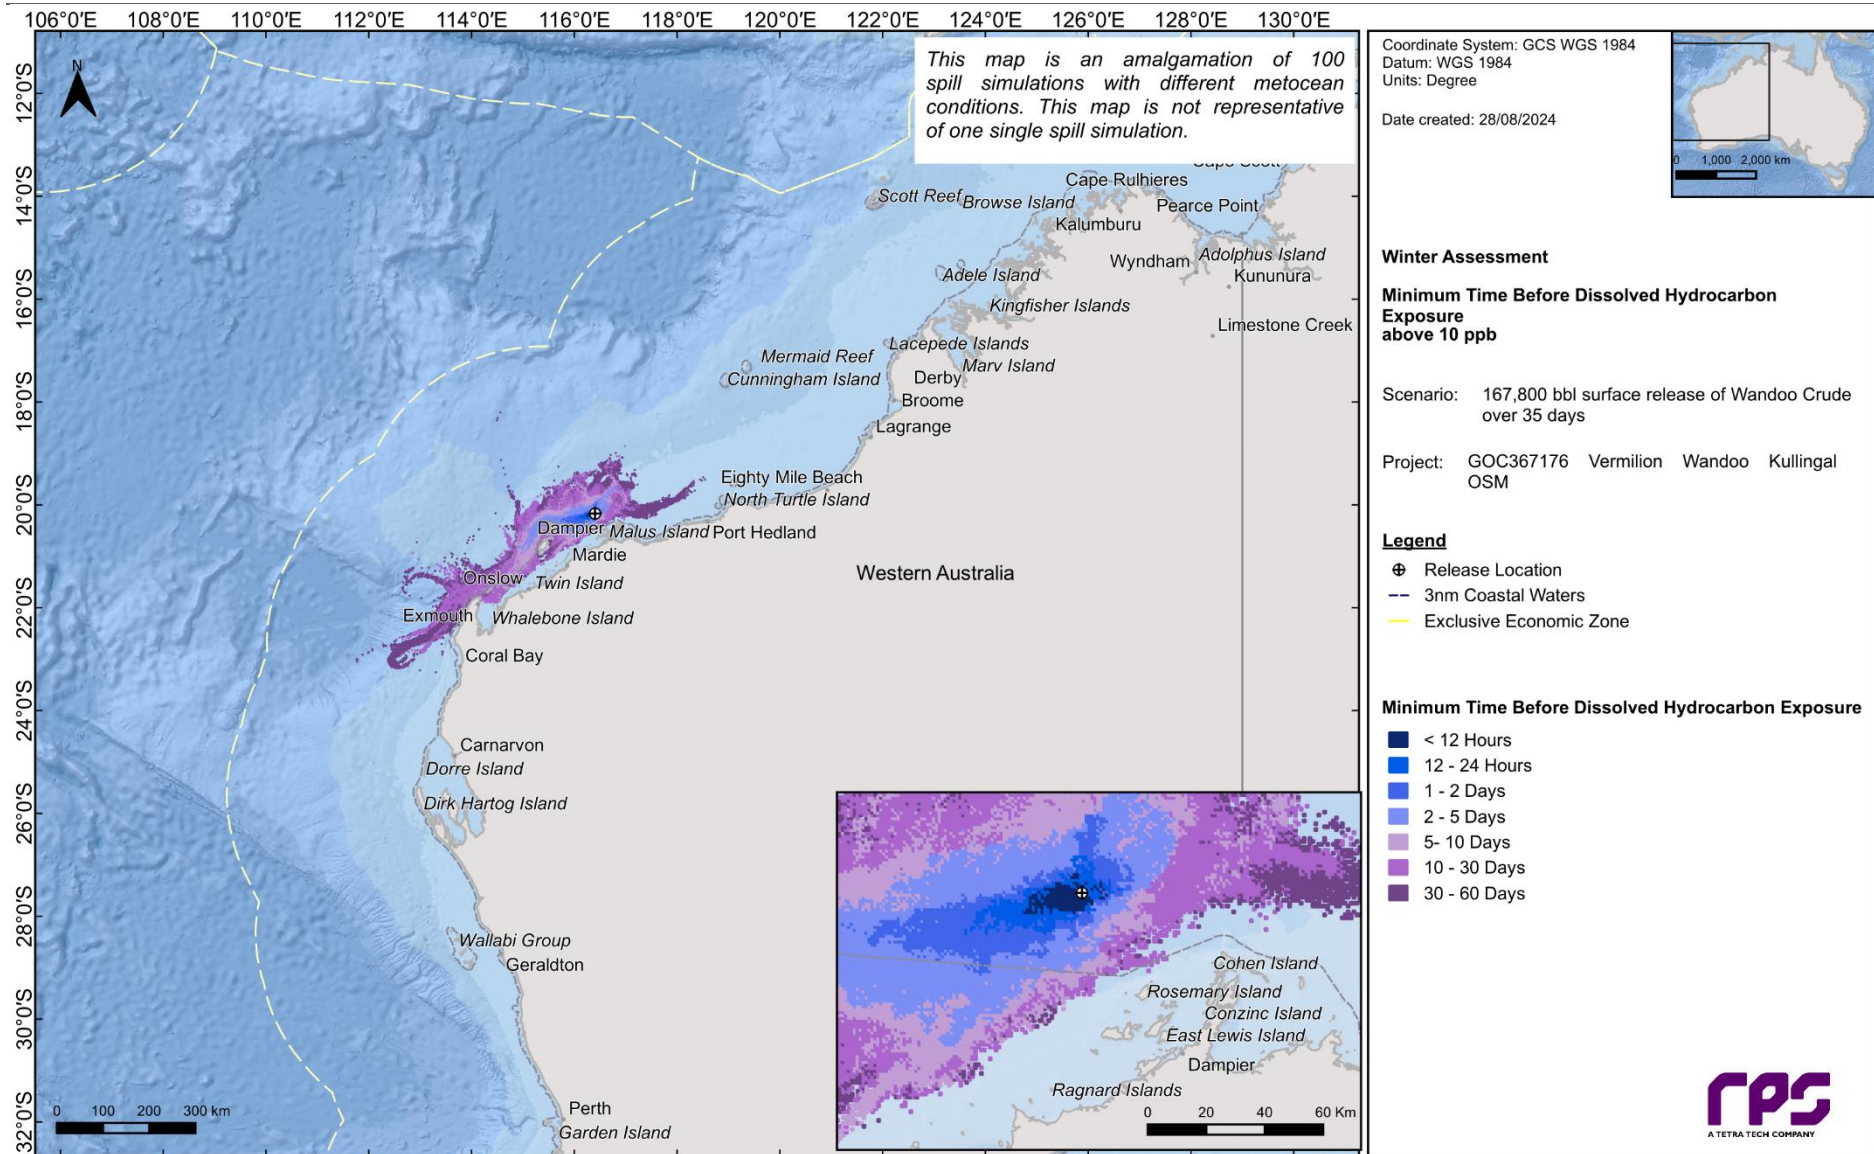 106°0'E 108°0'E 110°0'E 112°0'E 114°0'E 116°0'E 118°0'E 120°0'E 122°0'E 124°0'E 126°0'E 128°0'E 130°0'E
12°0'S
14°0'S
16°0'S
18°0'S
20°0'S
22°0'S
24°0'S
26°0'S
28°0'S
30°0'S
32°0'S
N
This map is an amalgamation of 100
spill simulations with different metocean
conditions. This map is not representative
of one single spill simulation.
Cape Rulhieres
Scott Reef
Browse Island
Pearce Point
Kalumburu
Adolphus Island
Wyndham
Kununura
Adele Island
Kingfisher Islands
Limestone Creek
Lacepede Islands
Mermaid Reef
Marv Island
Cunningham Island
Derby
Broome
Lagrange
Eighty Mile Beach
North Turtle Island
Dampier
Malus Island
Port Hedland
Mardie
Western Australia
Onslow
Twin Island
Exmouth
Whalebone Island
Coral Bay
Carnarvon
Dorre Island
Dirk Hartog Island
Wallabi Group
Geraldton
Perth
Garden Island
0 100 200 300 km
Cohen Island
Rosemary Island
Conzinc Island
East Lewis Island
Dampier
Ragnard Islands
0 20 40 60 Km
Coordinate System: GCS WGS 1984
Datum: WGS 1984
Units: Degree
Date created: 28/08/2024
0 1,000 2,000 km
Winter Assessment
Minimum Time Before Dissolved Hydrocarbon
Exposure
above 10 ppb
Scenario: 167,800 bbl surface release of Wandoo Crude
over 35 days
Project: GOC367176 Vermilion Wandoo Kullingal
OSM
Legend
Release Location
3nm Coastal Waters
Exclusive Economic Zone
Minimum Time Before Dissolved Hydrocarbon Exposure
< 12 Hours
12 - 24 Hours
1 - 2 Days
2 - 5 Days
5- 10 Days
10 - 30 Days
30 - 60 Days
rps
A TETRA TECH COMPANY